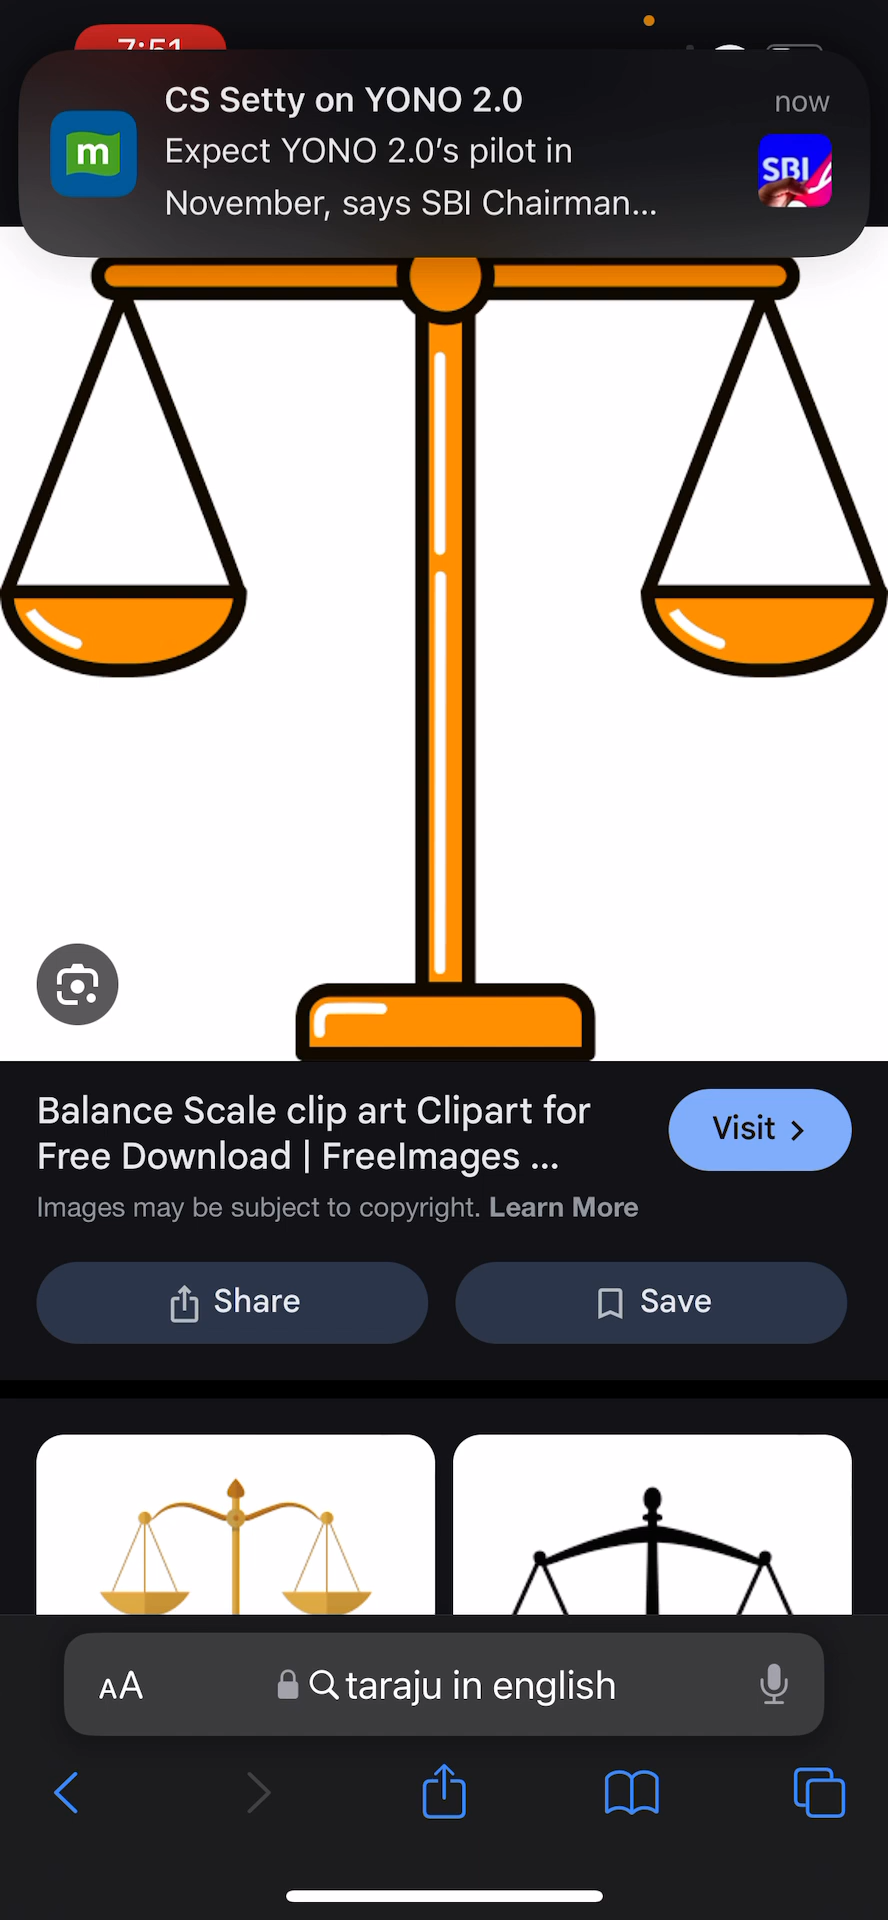 7:51
CS Setty on YONO 2.0
now
m
Expect YONO 2.0's pilot in
November, says SBI Chairman...
SBI
Balance Scale clip art Clipart for
Free Download | FreeImages ...
Visit
Images may be subject to copyright. Learn More
Share
Save
AA
taraju in english